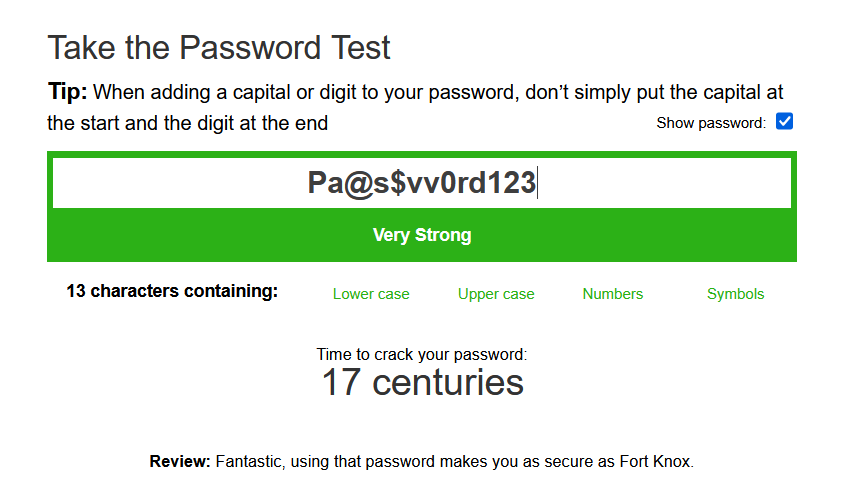 Take the Password Test
Tip: When adding a capital or digit to your password, don’t simply put the capital at
the start and the digit at the end
Show password:
Pa@s$vv0rd123
Very Strong
13 characters containing:
Lower case
Upper case
Numbers
Symbols
Time to crack your password:
17 centuries
Review: Fantastic, using that password makes you as secure as Fort Knox.